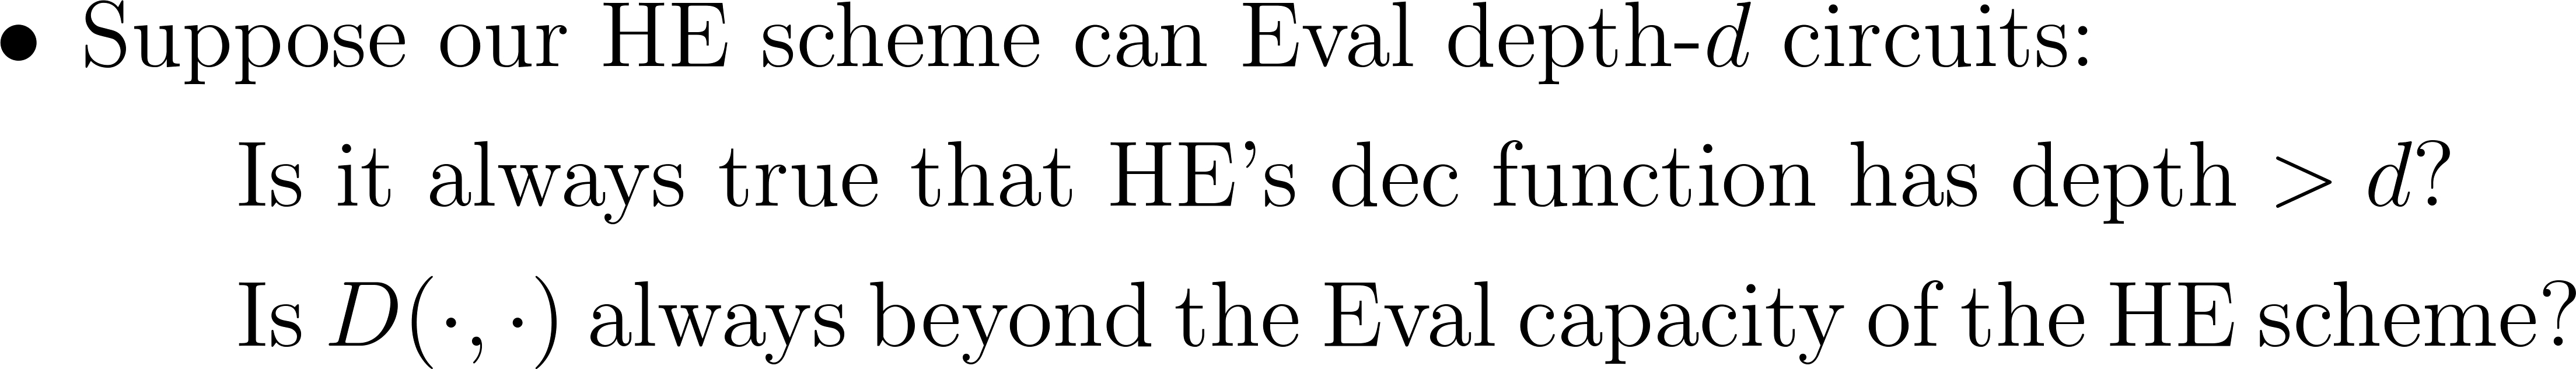 • Suppose our HE scheme can Eval depth-d circuits:
Is it always true that HE's dec function has depth > d?
Is D(·, ·) always beyond the Eval capacity of the HE scheme?